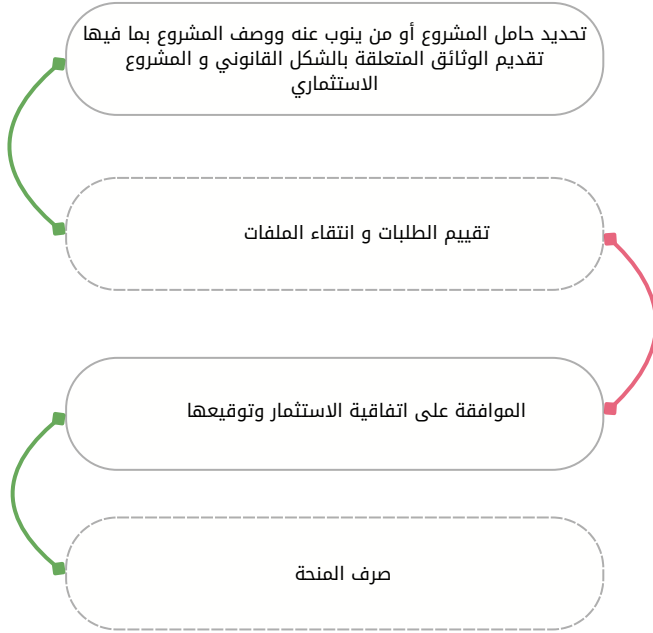 تحديد حامل المشروع أو من ينوب عنه ووصف المشروع بما فيها
تقديم الوثائق المتعلقة بالشكل القانوني و المشروع
الاستثماري
تقييم الطلبات و انتقاء الملفات
الموافقة على اتفاقية الاستثمار وتوقيعها
صرف المنحة